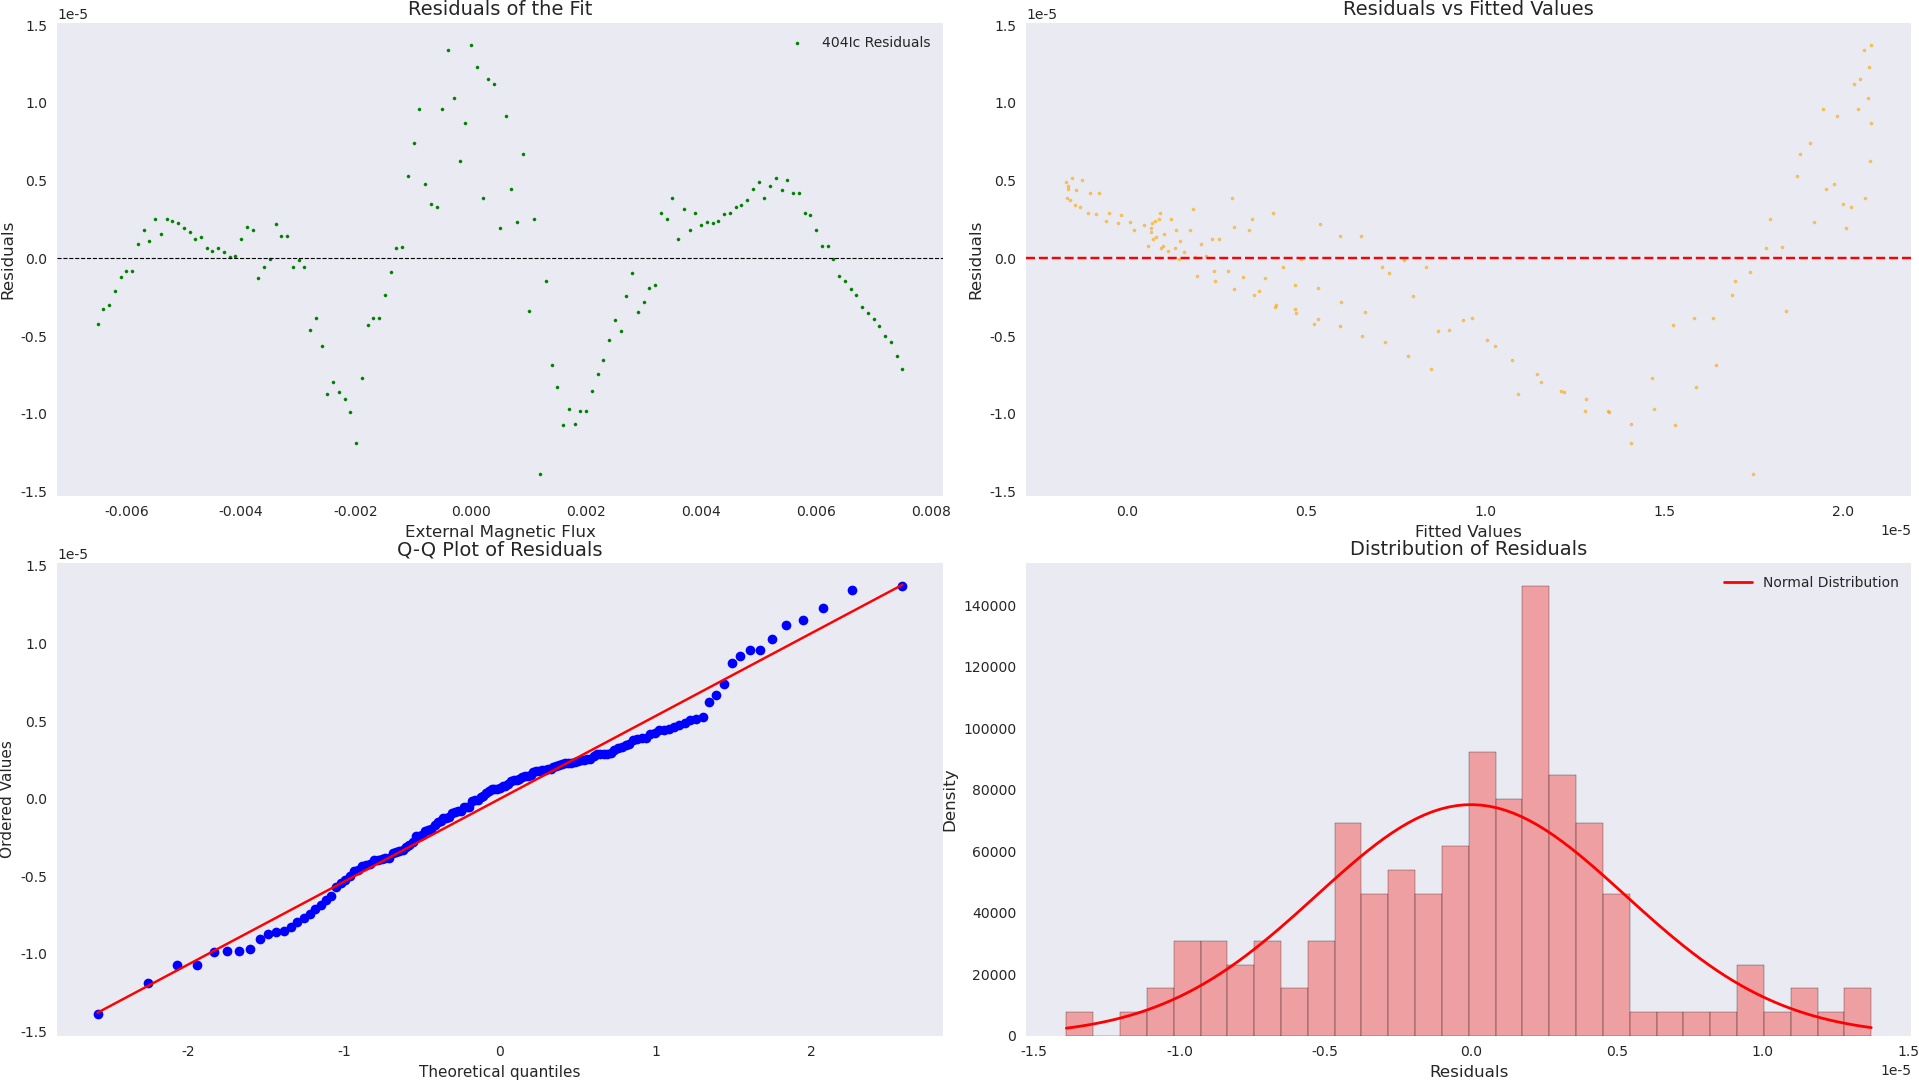 Residuals of the Fit
1e-5
404Ic Residuals
Residuals
1.5
1.0
0.5
0.0
-0.5
-1.0
-1.5
-0.006 -0.004 -0.002 0.000 0.002 0.004 0.006 0.008
External Magnetic Flux
Residuals vs Fitted Values
1e-5
Residuals
1.5
1.0
0.5
0.0
-0.5
-1.0
-1.5
0.0 0.5 1.0 1.5 2.0
1e-5
Fitted Values
Q-Q Plot of Residuals
1e-5
Ordered Values
1.5
1.0
0.5
0.0
-0.5
-1.0
-1.5
-2 -1 0 1 2
Theoretical quantiles
Distribution of Residuals
Normal Distribution
Density
140000
120000
100000
80000
60000
40000
20000
0
-1.5 -1.0 -0.5 0.0 0.5 1.0 1.5
1e-5
Residuals